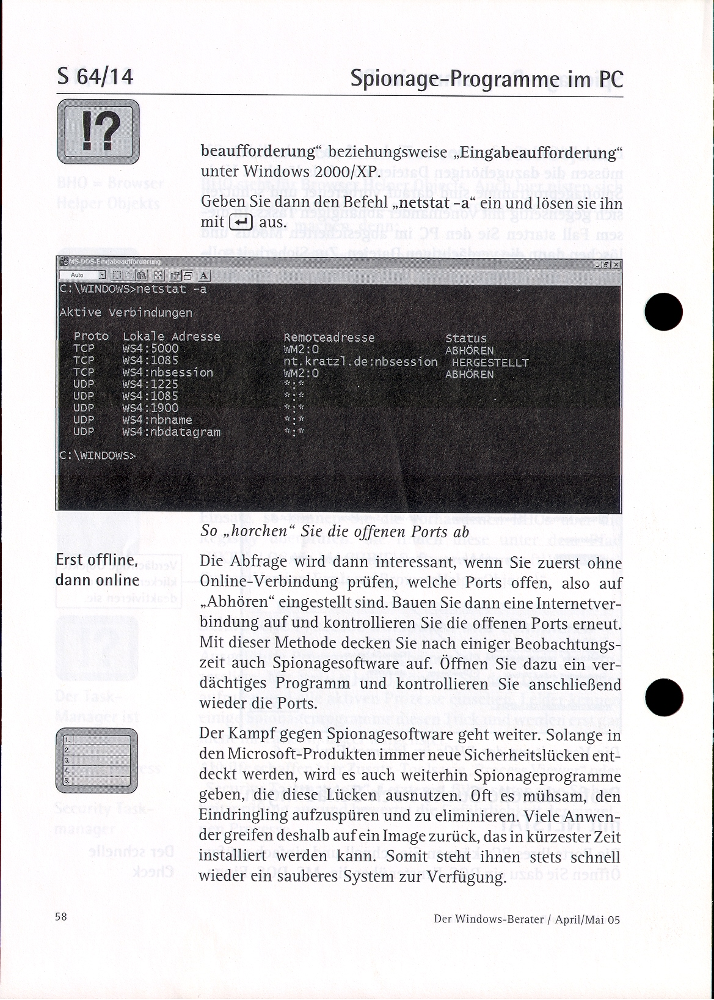 S 64/14 Spionage-Programme im PC
!?
beaufforderung“ beziehungsweise „Eingabeaufforderung“
unter Windows 2000/XP.
Geben Sie dann den Befehl „netstat –a“ ein und lösen sie ihn
mit ↵ aus.
MS-DOS-Eingabeaufforderung
Auto A
C:\WINDOWS>netstat -a
Aktive Verbindungen
Proto Lokale Adresse Remoteadresse Status
TCP WS4:5000 WM2:0 ABHÖREN
TCP WS4:1085 nt.kratzl.de:nbsession HERGESTELLT
TCP WS4:nbsession WM2:0 ABHÖREN
UDP WS4:1225 *:*
UDP WS4:1085 *:*
UDP WS4:1900 *:*
UDP WS4:nbname *:*
UDP WS4:nbdatagram *:*
C:\WINDOWS>
So „horchen“ Sie die offenen Ports ab
Erst offline,
dann online
Die Abfrage wird dann interessant, wenn Sie zuerst ohne
Online-Verbindung prüfen, welche Ports offen, also auf
„Abhören“ eingestellt sind. Bauen Sie dann eine Internetver-
bindung auf und kontrollieren Sie die offenen Ports erneut.
Mit dieser Methode decken Sie nach einiger Beobachtungs-
zeit auch Spionagesoftware auf. Öffnen Sie dazu ein ver-
dächtiges Programm und kontrollieren Sie anschließend
wieder die Ports.
1.
2.
3.
4.
5.
Der Kampf gegen Spionagesoftware geht weiter. Solange in
den Microsoft-Produkten immer neue Sicherheitslücken ent-
deckt werden, wird es auch weiterhin Spionageprogramme
geben, die diese Lücken ausnutzen. Oft es mühsam, den
Eindringling aufzuspüren und zu eliminieren. Viele Anwen-
der greifen deshalb auf ein Image zurück, das in kürzester Zeit
installiert werden kann. Somit steht ihnen stets schnell
wieder ein sauberes System zur Verfügung.
58 Der Windows-Berater / April/Mai 05